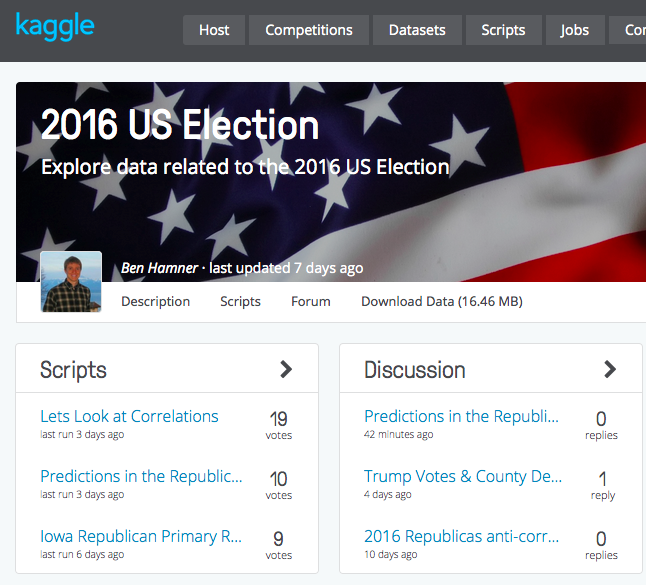 kaggle
Host
Competitions
Datasets
Scripts
Jobs
2016 US Election
Explore data related to the 2016 US Election
Ben Hamner · last updated 7 days ago
Description
Scripts
Forum
Download Data (16.46 MB)
Scripts
Lets Look at Correlations
19
last run 3 days ago
votes
Predictions in the Republic...
10
last run 3 days ago
votes
Iowa Republican Primary R...
9
last run 6 days ago
votes
Discussion
Predictions in the Republi...
0
42 minutes ago
replies
Trump Votes & County De...
1
4 days ago
reply
2016 Republicas anti-corr...
0
10 days ago
replies